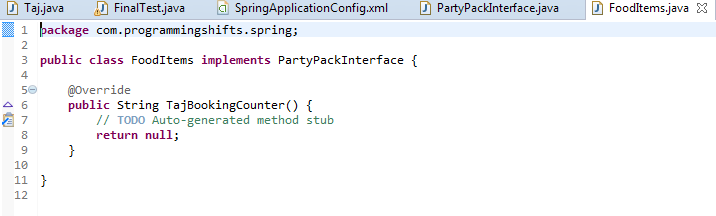 Taj.java FinalTest.java SpringApplicationConfig.xml PartyPackInterface.java FoodItems.java
1 package com.programmingshifts.spring;
2
3 public class FoodItems implements PartyPackInterface {
4
5 @Override
6 public String TajBookingCounter() {
7 // TODO Auto-generated method stub
8 return null;
9 }
10
11 }
12